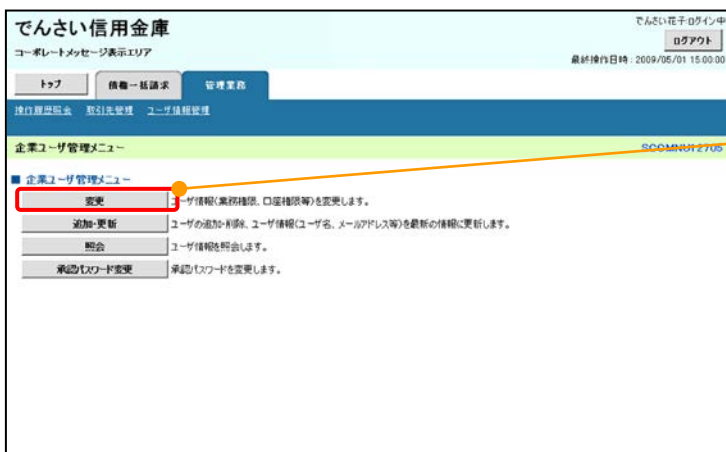 でんさい信用金庫
コーポレートメッセージ表示エリア
でんさい花子ログイン中
ログアウト
最終操作日時：2009/05/01 15:00:00
トップ
債権一括請求
管理業務
操作履歴照会 取引先管理 ユーザ情報管理
企業ユーザ管理メニュー
SCCMNU12705
■ 企業ユーザ管理メニュー
変更 ユーザ情報(業務権限、口座権限等)を変更します。
追加・更新 ユーザの追加・削除、ユーザ情報(ユーザ名、メールアドレス等)を最新の情報に更新します。
照会 ユーザ情報を照会します。
承認パスワード変更 承認パスワードを変更します。